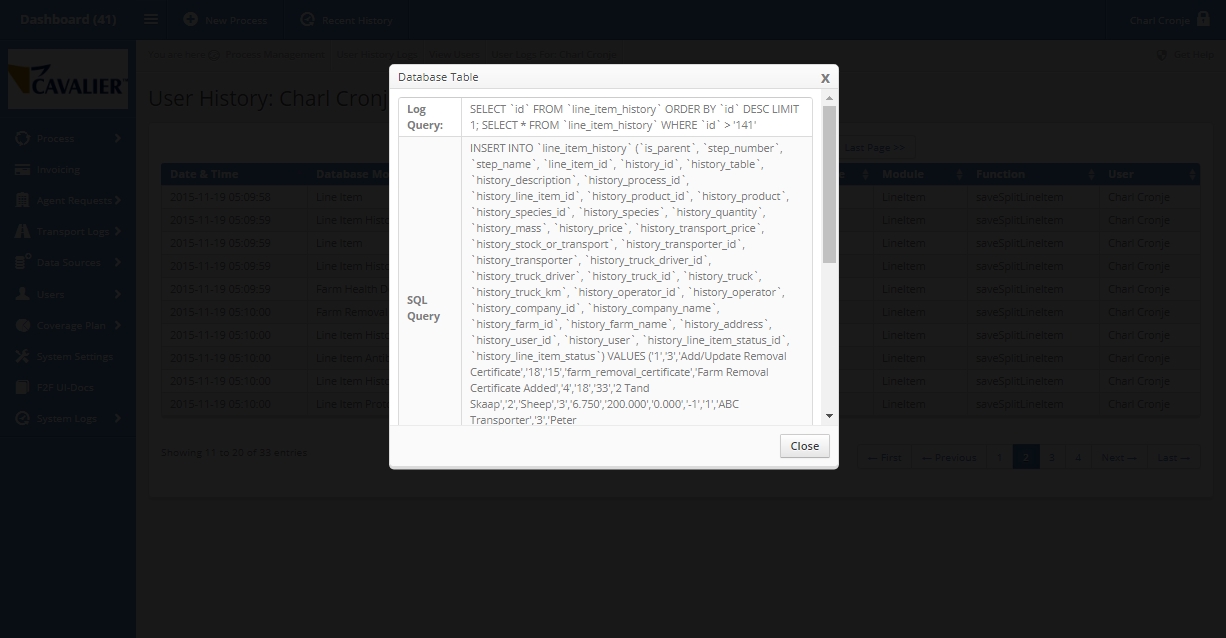 Dashboard (41)
New Process
Recent History
Charl Cronje
Get Help
CAVALIER
User History: Charl Cronj
Process
Invoicing
Agent Requests
Transport Logs
Data Sources
Users
Coverage Plan
System Settings
F2F UI-Docs
System Logs
Last Page >>
Date & Time Database Mo Module Function User
2015-11-19 05:09:58 Line Item LineItem saveSplitLineItem Charl Cronje
2015-11-19 05:09:59 Line Item Hist LineItem saveSplitLineItem Charl Cronje
2015-11-19 05:09:59 Line Item LineItem saveSplitLineItem Charl Cronje
2015-11-19 05:09:59 Line Item Hist LineItem saveSplitLineItem Charl Cronje
2015-11-19 05:09:59 Farm Health D LineItem saveSplitLineItem Charl Cronje
2015-11-19 05:10:00 Farm Remova LineItem saveSplitLineItem Charl Cronje
2015-11-19 05:10:00 Line Item Hist LineItem saveSplitLineItem Charl Cronje
2015-11-19 05:10:00 Line Item LineItem saveSplitLineItem Charl Cronje
2015-11-19 05:10:00 Line Item Hist LineItem saveSplitLineItem Charl Cronje
2015-11-19 05:10:00 Line Item LineItem saveSplitLineItem Charl Cronje
Showing 11 to 20 of 33 entries
← First ← Previous 1 2 3 4 Next → Last →
Database Table
X
Log Query:
SELECT `id` FROM `line_item_history` ORDER BY `id` DESC LIMIT
1; SELECT * FROM `line_item_history` WHERE `id` > '141'
SQL Query
INSERT INTO `line_item_history` (`is_parent`, `step_number`,
`step_name`, `line_item_id`, `history_id`, `history_table`,
`history_description`, `history_process_id`,
`history_line_item_id`, `history_product_id`, `history_product`,
`history_species_id`, `history_species`, `history_quantity`,
`history_mass`, `history_price`, `history_transport_price`,
`history_stock_or_transport`, `history_transporter_id`,
`history_transporter`, `history_truck_driver_id`,
`history_truck_driver`, `history_truck_id`, `history_truck`,
`history_truck_km`, `history_operator_id`, `history_operator`,
`history_company_id`, `history_company_name`,
`history_farm_id`, `history_farm_name`, `history_address`,
`history_user_id`, `history_user`, `history_line_item_status_id`,
`history_line_item_status`) VALUES ('1','3','Add/Update Removal
Certificate','18','15','farm_removal_certificate','Farm Removal
Certificate Added','4','18','33','2 Tand
Skaap','2','Sheep','3','6.750','200.000','0.000','-1','1','ABC
Transporter','3','Peter
Close